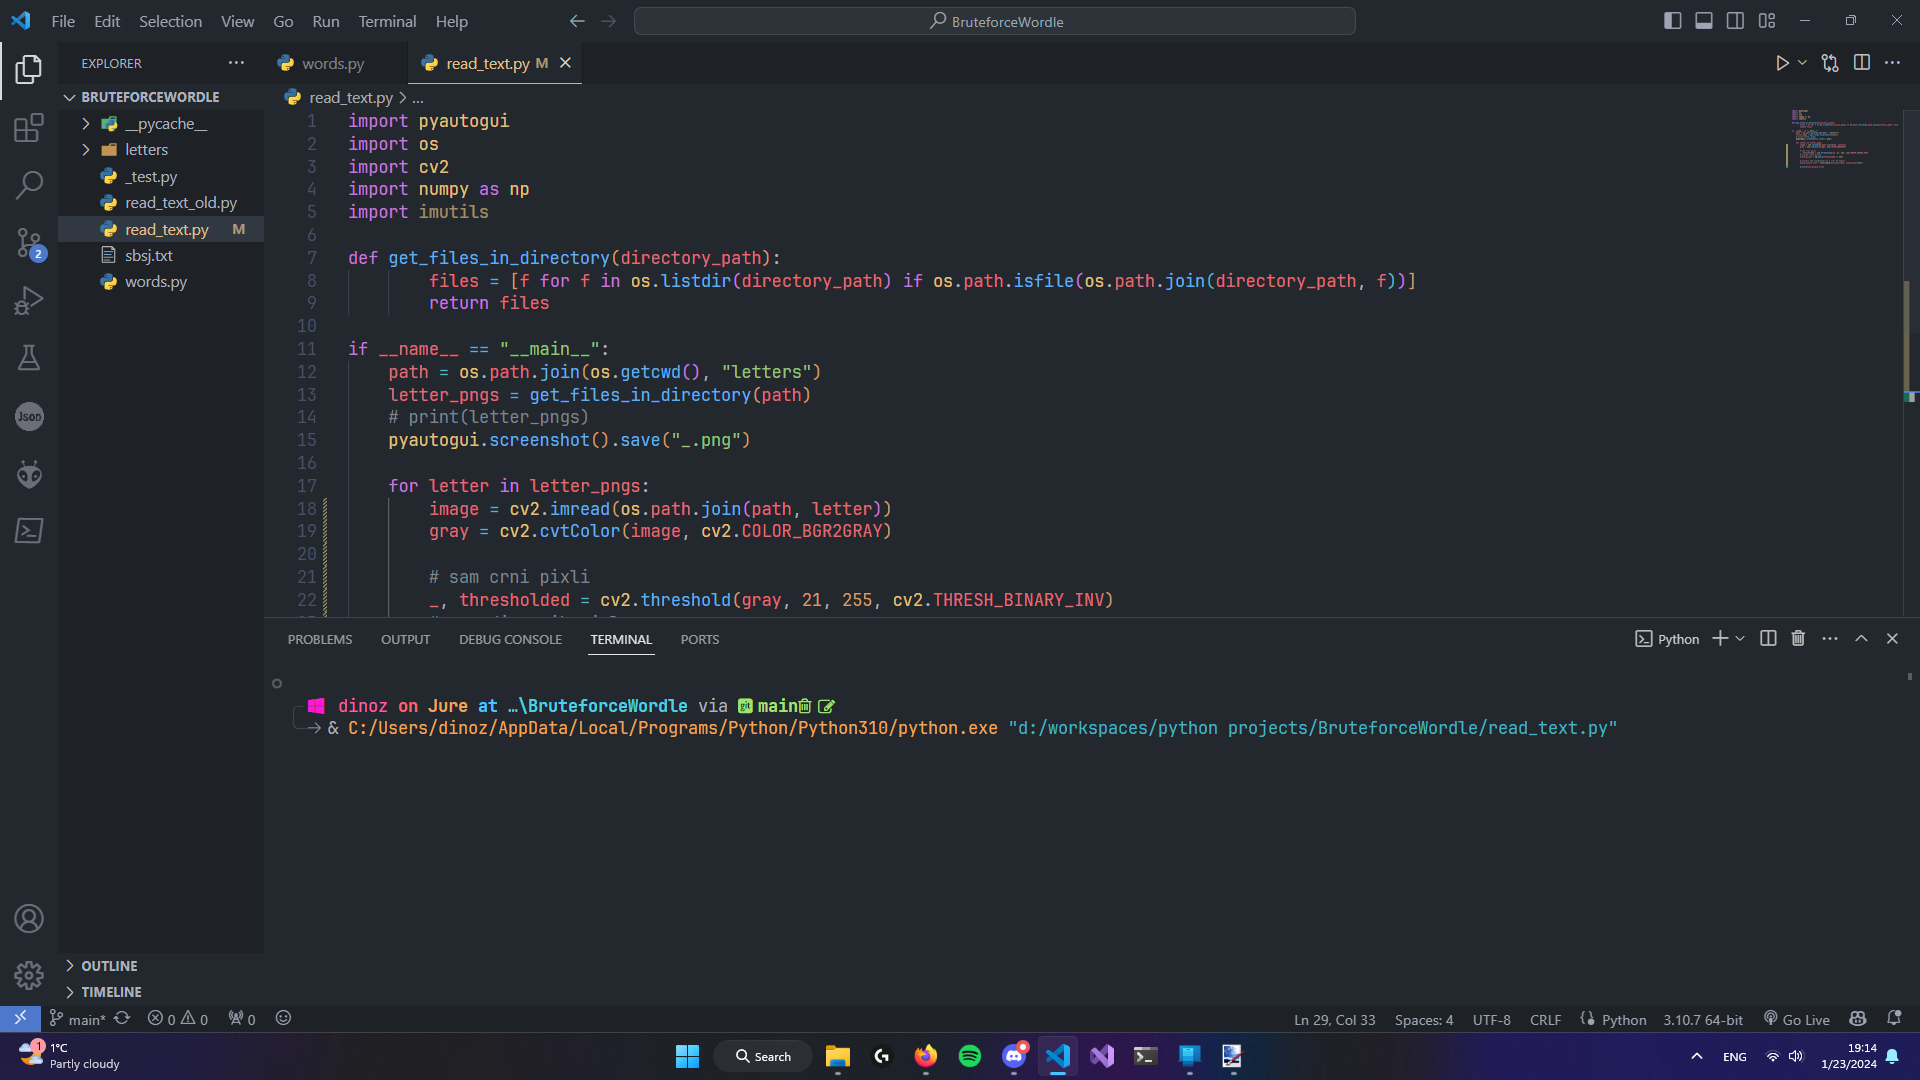 File Edit Selection View Go Run Terminal Help
BruteforceWordle
EXPLORER
words.py
read_text.py M
BRUTEFORCEWORDLE
__pycache__
letters
_test.py
read_text_old.py
read_text.py M
sbsj.txt
words.py
2
Json
OUTLINE
TIMELINE
read_text.py > ...
1 import pyautogui
2 import os
3 import cv2
4 import numpy as np
5 import imutils
6
7 def get_files_in_directory(directory_path):
8 files = [f for f in os.listdir(directory_path) if os.path.isfile(os.path.join(directory_path, f))]
9 return files
10
11 if __name__ == "__main__":
12 path = os.path.join(os.getcwd(), "letters")
13 letter_pngs = get_files_in_directory(path)
14 # print(letter_pngs)
15 pyautogui.screenshot().save("_.png")
16
17 for letter in letter_pngs:
18 image = cv2.imread(os.path.join(path, letter))
19 gray = cv2.cvtColor(image, cv2.COLOR_BGR2GRAY)
20
21 # sam crni pixli
22 _, thresholded = cv2.threshold(gray, 21, 255, cv2.THRESH_BINARY_INV)
PROBLEMS OUTPUT DEBUG CONSOLE TERMINAL PORTS
Python
dinoz on Jure at …\BruteforceWordle via git main
& C:/Users/dinoz/AppData/Local/Programs/Python/Python310/python.exe "d:/workspaces/python projects/BruteforceWordle/read_text.py"
main* 0 0 0
Ln 29, Col 33 Spaces: 4 UTF-8 CRLF Python 3.10.7 64-bit Go Live
1
1°C
Partly cloudy
Search
ENG
19:14
1/23/2024